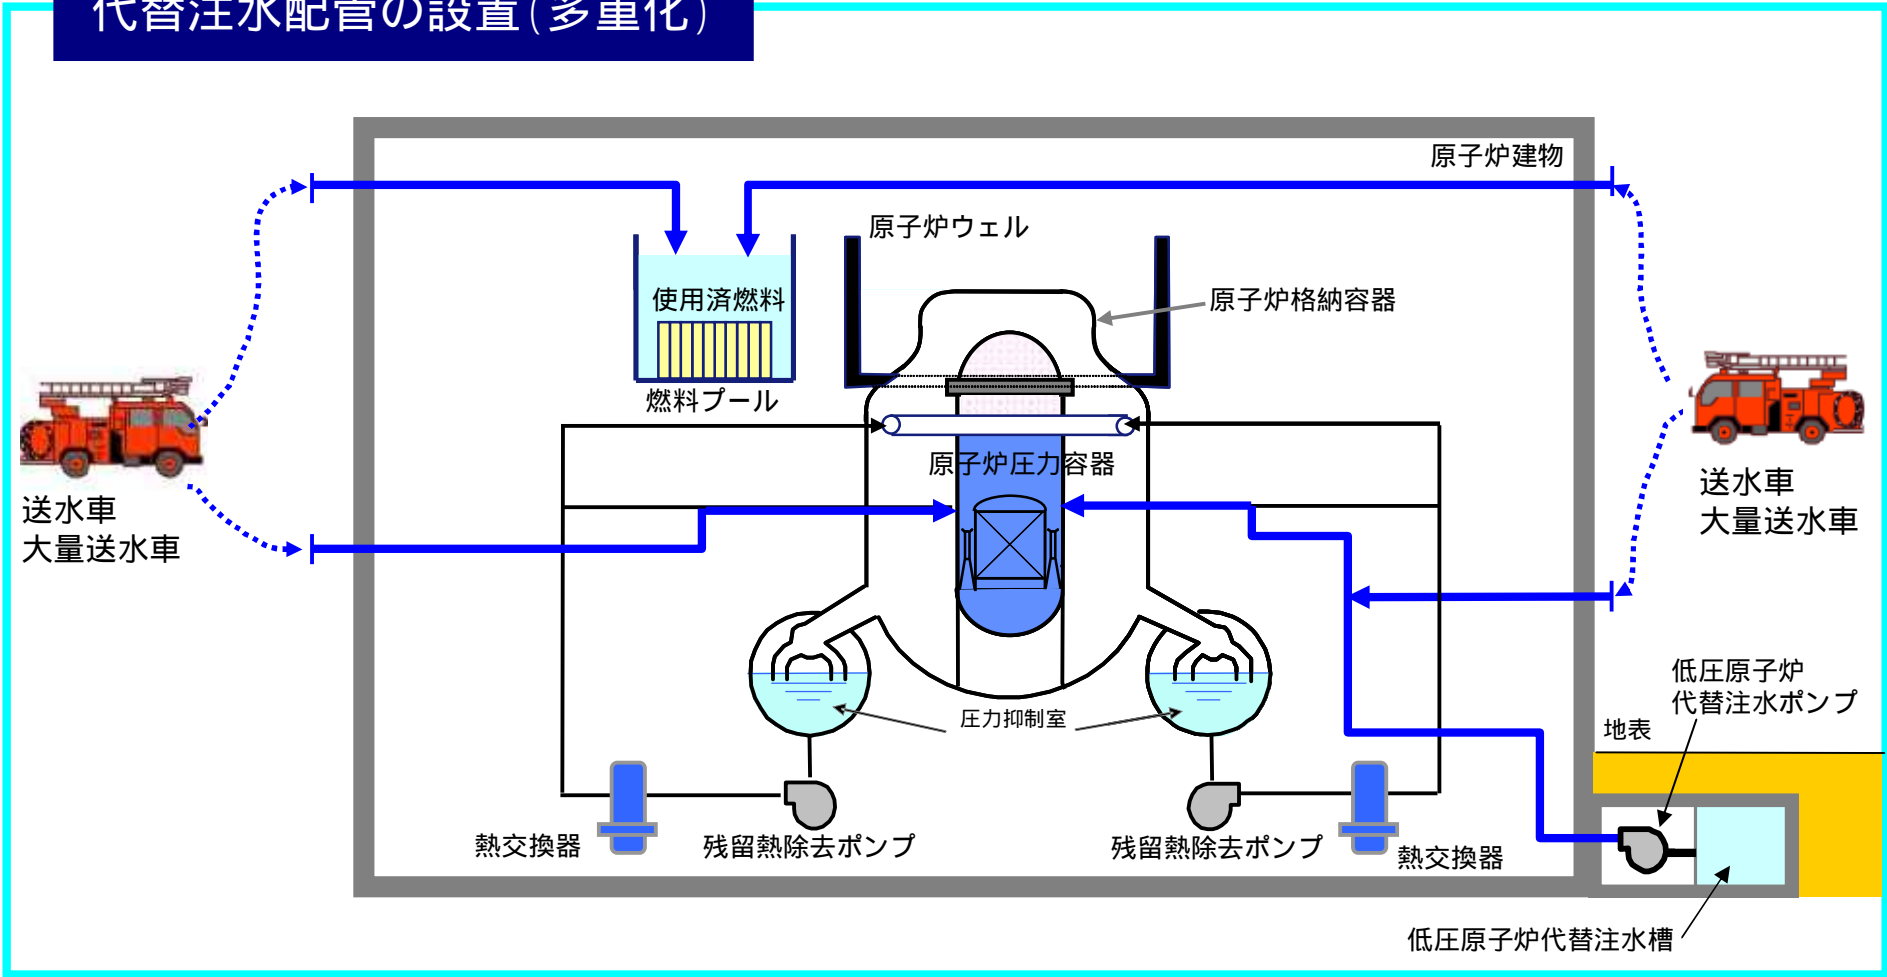 代替注水配管の設置(多重化)
原子炉建物
原子炉ウェル
使用済燃料
原子炉格納容器
燃料プール
原子炉圧力容器
送水車
大量送水車
送水車
大量送水車
圧力抑制室
低圧原子炉
代替注水ポンプ
地表
熱交換器
残留熱除去ポンプ
残留熱除去ポンプ
熱交換器
低圧原子炉代替注水槽